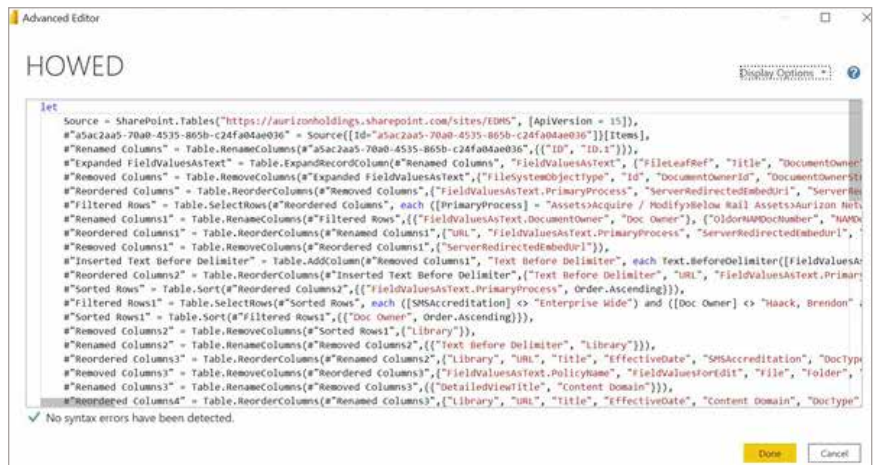 Advanced Editor
HOWED
Display Options
let
Source = SharePoint.Tables("https://aurizonholdings.sharepoint.com/sites/EDMS", [ApiVersion = 15]),
#"a5ac2aa5-70a0-4535-865b-c24fa04ae036" = Source{[Id="a5ac2aa5-70a0-4535-865b-c24fa04ae036"]}[Items],
#"Renamed Columns" = Table.RenameColumns(#"a5ac2aa5-70a0-4535-865b-c24fa04ae036",{{"ID", "ID.1"}}),
#"Expanded FieldValuesAsText" = Table.ExpandRecordColumn(#"Renamed Columns", "FieldValuesAsText", {"FileLeafRef", "Title", "DocumentOwner"
#"Removed Columns" = Table.RemoveColumns(#"Expanded FieldValuesAsText",{"FileSystemObjectType", "Id", "DocumentOwnerId", "DocumentOwnerStr
#"Reordered Columns" = Table.ReorderColumns(#"Removed Columns",{"FieldValuesAsText.PrimaryProcess", "ServerRedirectedEmbedUri", "ServerRed
#"Filtered Rows" = Table.SelectRows(#"Reordered Columns", each ([PrimaryProcess] = "Assets>Acquire / Modify>Below Rail Assets>Aurizon Netw
#"Renamed Columns1" = Table.RenameColumns(#"Filtered Rows",{{"FieldValuesAsText.DocumentOwner", "Doc Owner"}, {"OldorNAMDocNumber", "NAMDo
#"Reordered Columns1" = Table.ReorderColumns(#"Renamed Columns1",{"URL", "FieldValuesAsText.PrimaryProcess", "ServerRedirectedEmbedUrl", "
#"Removed Columns1" = Table.RemoveColumns(#"Reordered Columns1",{"ServerRedirectedEmbedUrl"}),
#"Inserted Text Before Delimiter" = Table.AddColumn(#"Removed Columns1", "Text Before Delimiter", each Text.BeforeDelimiter([FieldValuesAs
#"Reordered Columns2" = Table.ReorderColumns(#"Inserted Text Before Delimiter",{"Text Before Delimiter", "URL", "FieldValuesAsText.Primary
#"Sorted Rows" = Table.Sort(#"Reordered Columns2",{{"FieldValuesAsText.PrimaryProcess", Order.Ascending}}),
#"Filtered Rows1" = Table.SelectRows(#"Sorted Rows", each ([SMSAccreditation] <> "Enterprise Wide") and ([Doc Owner] <> "Haack, Brendon" a
#"Sorted Rows1" = Table.Sort(#"Filtered Rows1",{{"Doc Owner", Order.Ascending}}),
#"Removed Columns2" = Table.RemoveColumns(#"Sorted Rows1",{"Library"}),
#"Renamed Columns2" = Table.RenameColumns(#"Removed Columns2",{{"Text Before Delimiter", "Library"}}),
#"Reordered Columns3" = Table.ReorderColumns(#"Renamed Columns2",{"Library", "URL", "Title", "EffectiveDate", "SMSAccreditation", "DocType
#"Removed Columns3" = Table.RemoveColumns(#"Reordered Columns3",{"FieldValuesAsText.PolicyName", "FieldValuesForEdit", "File", "Folder", "
#"Renamed Columns3" = Table.RenameColumns(#"Removed Columns3",{{"DetailedViewTitle", "Content Domain"}}),
#"Reordered Columns4" = Table.ReorderColumns(#"Renamed Columns3",{"Library", "URL", "Title", "EffectiveDate", "Content Domain", "DocType"
No syntax errors have been detected.
Done Cancel